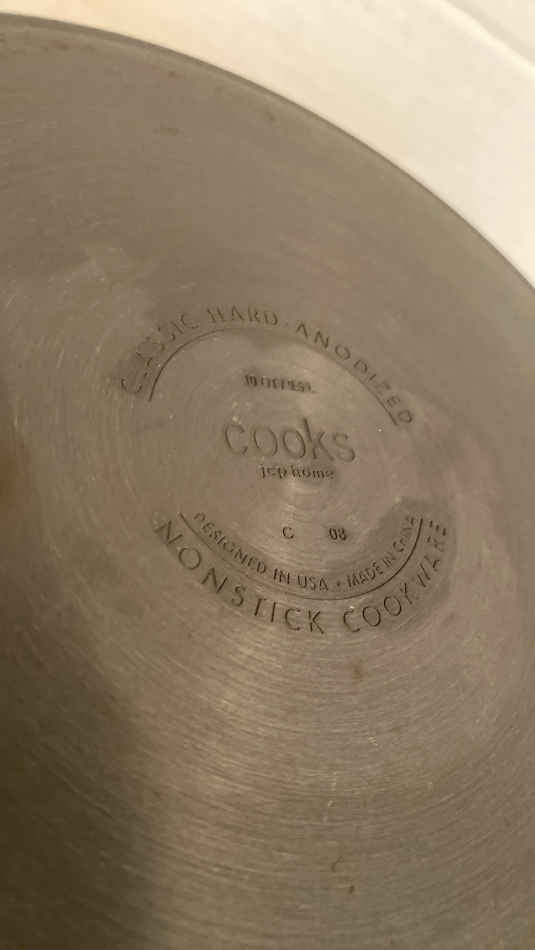 CLASSIC HARD-ANODIZED
cooks
jcp home
C 08
DESIGNED IN USA • MADE IN CHINA
NONSTICK COOKWARE